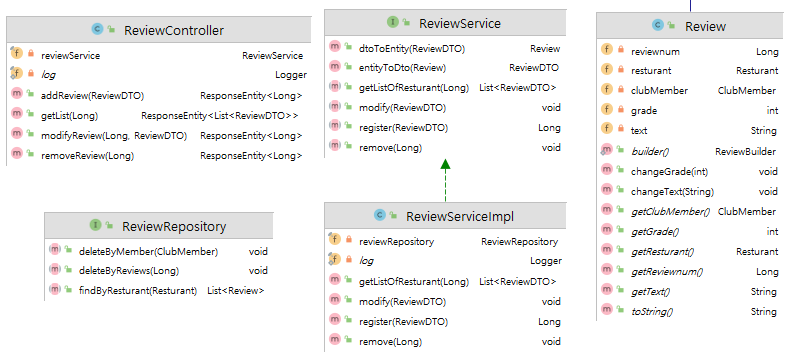 ReviewController
reviewService ReviewService
log Logger
addReview(ReviewDTO) ResponseEntity<Long>
getList(Long) ResponseEntity<List<ReviewDTO>>
modifyReview(Long, ReviewDTO) ResponseEntity<Long>
removeReview(Long) ResponseEntity<Long>
ReviewService
dtoToEntity(ReviewDTO) Review
entityToDto(Review) ReviewDTO
getListOfResturant(Long) List<ReviewDTO>
modify(ReviewDTO) void
register(ReviewDTO) Long
remove(Long) void
Review
reviewnum Long
resturant Resturant
clubMember ClubMember
grade int
text String
builder() ReviewBuilder
changeGrade(int) void
changeText(String) void
getClubMember() ClubMember
getGrade() int
getResturant() Resturant
getReviewnum() Long
getText() String
toString() String
ReviewRepository
deleteByMember(ClubMember) void
deleteByReviews(Long) void
findByResturant(Resturant) List<Review>
ReviewServiceImpl
reviewRepository ReviewRepository
log Logger
getListOfResturant(Long) List<ReviewDTO>
modify(ReviewDTO) void
register(ReviewDTO) Long
remove(Long) void